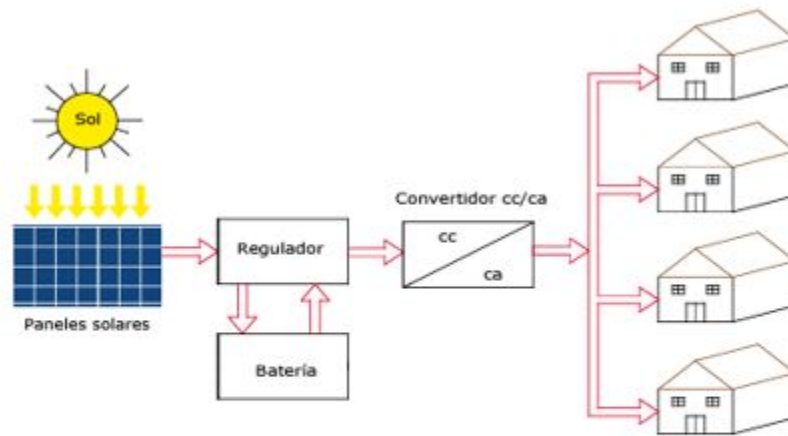 Sol
Paneles solares
Regulador
Batería
Convertidor cc/ca
cc
ca